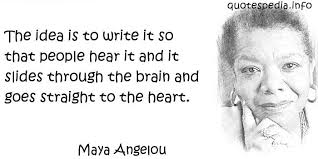 quotespedia.info
The idea is to write it so
that people hear it and it
slides through the brain and
goes straight to the heart.
Maya Angelou